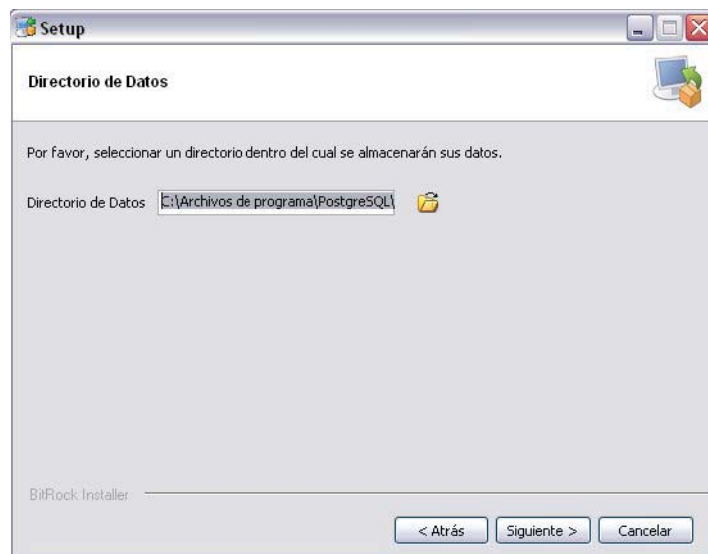 Setup
Directorio de Datos
Por favor, seleccionar un directorio dentro del cual se almacenarán sus datos.
Directorio de Datos C:\Archivos de programa\PostgreSQL\
BitRock Installer
< Atrás Siguiente > Cancelar